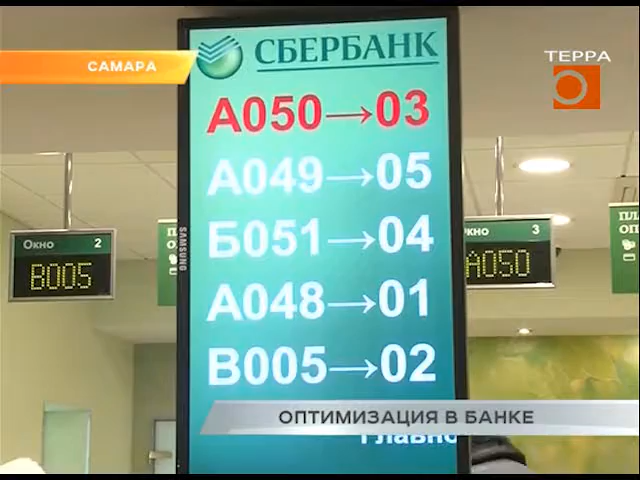 СБЕРБАНК
САМАРА
ТЕРРА
А050→03
А049→05
Б051→04
А048→01
В005→02
Окно 2
В005
Окно 3
А050
SAMSUNG
ОПТИМИЗАЦИЯ В БАНКЕ